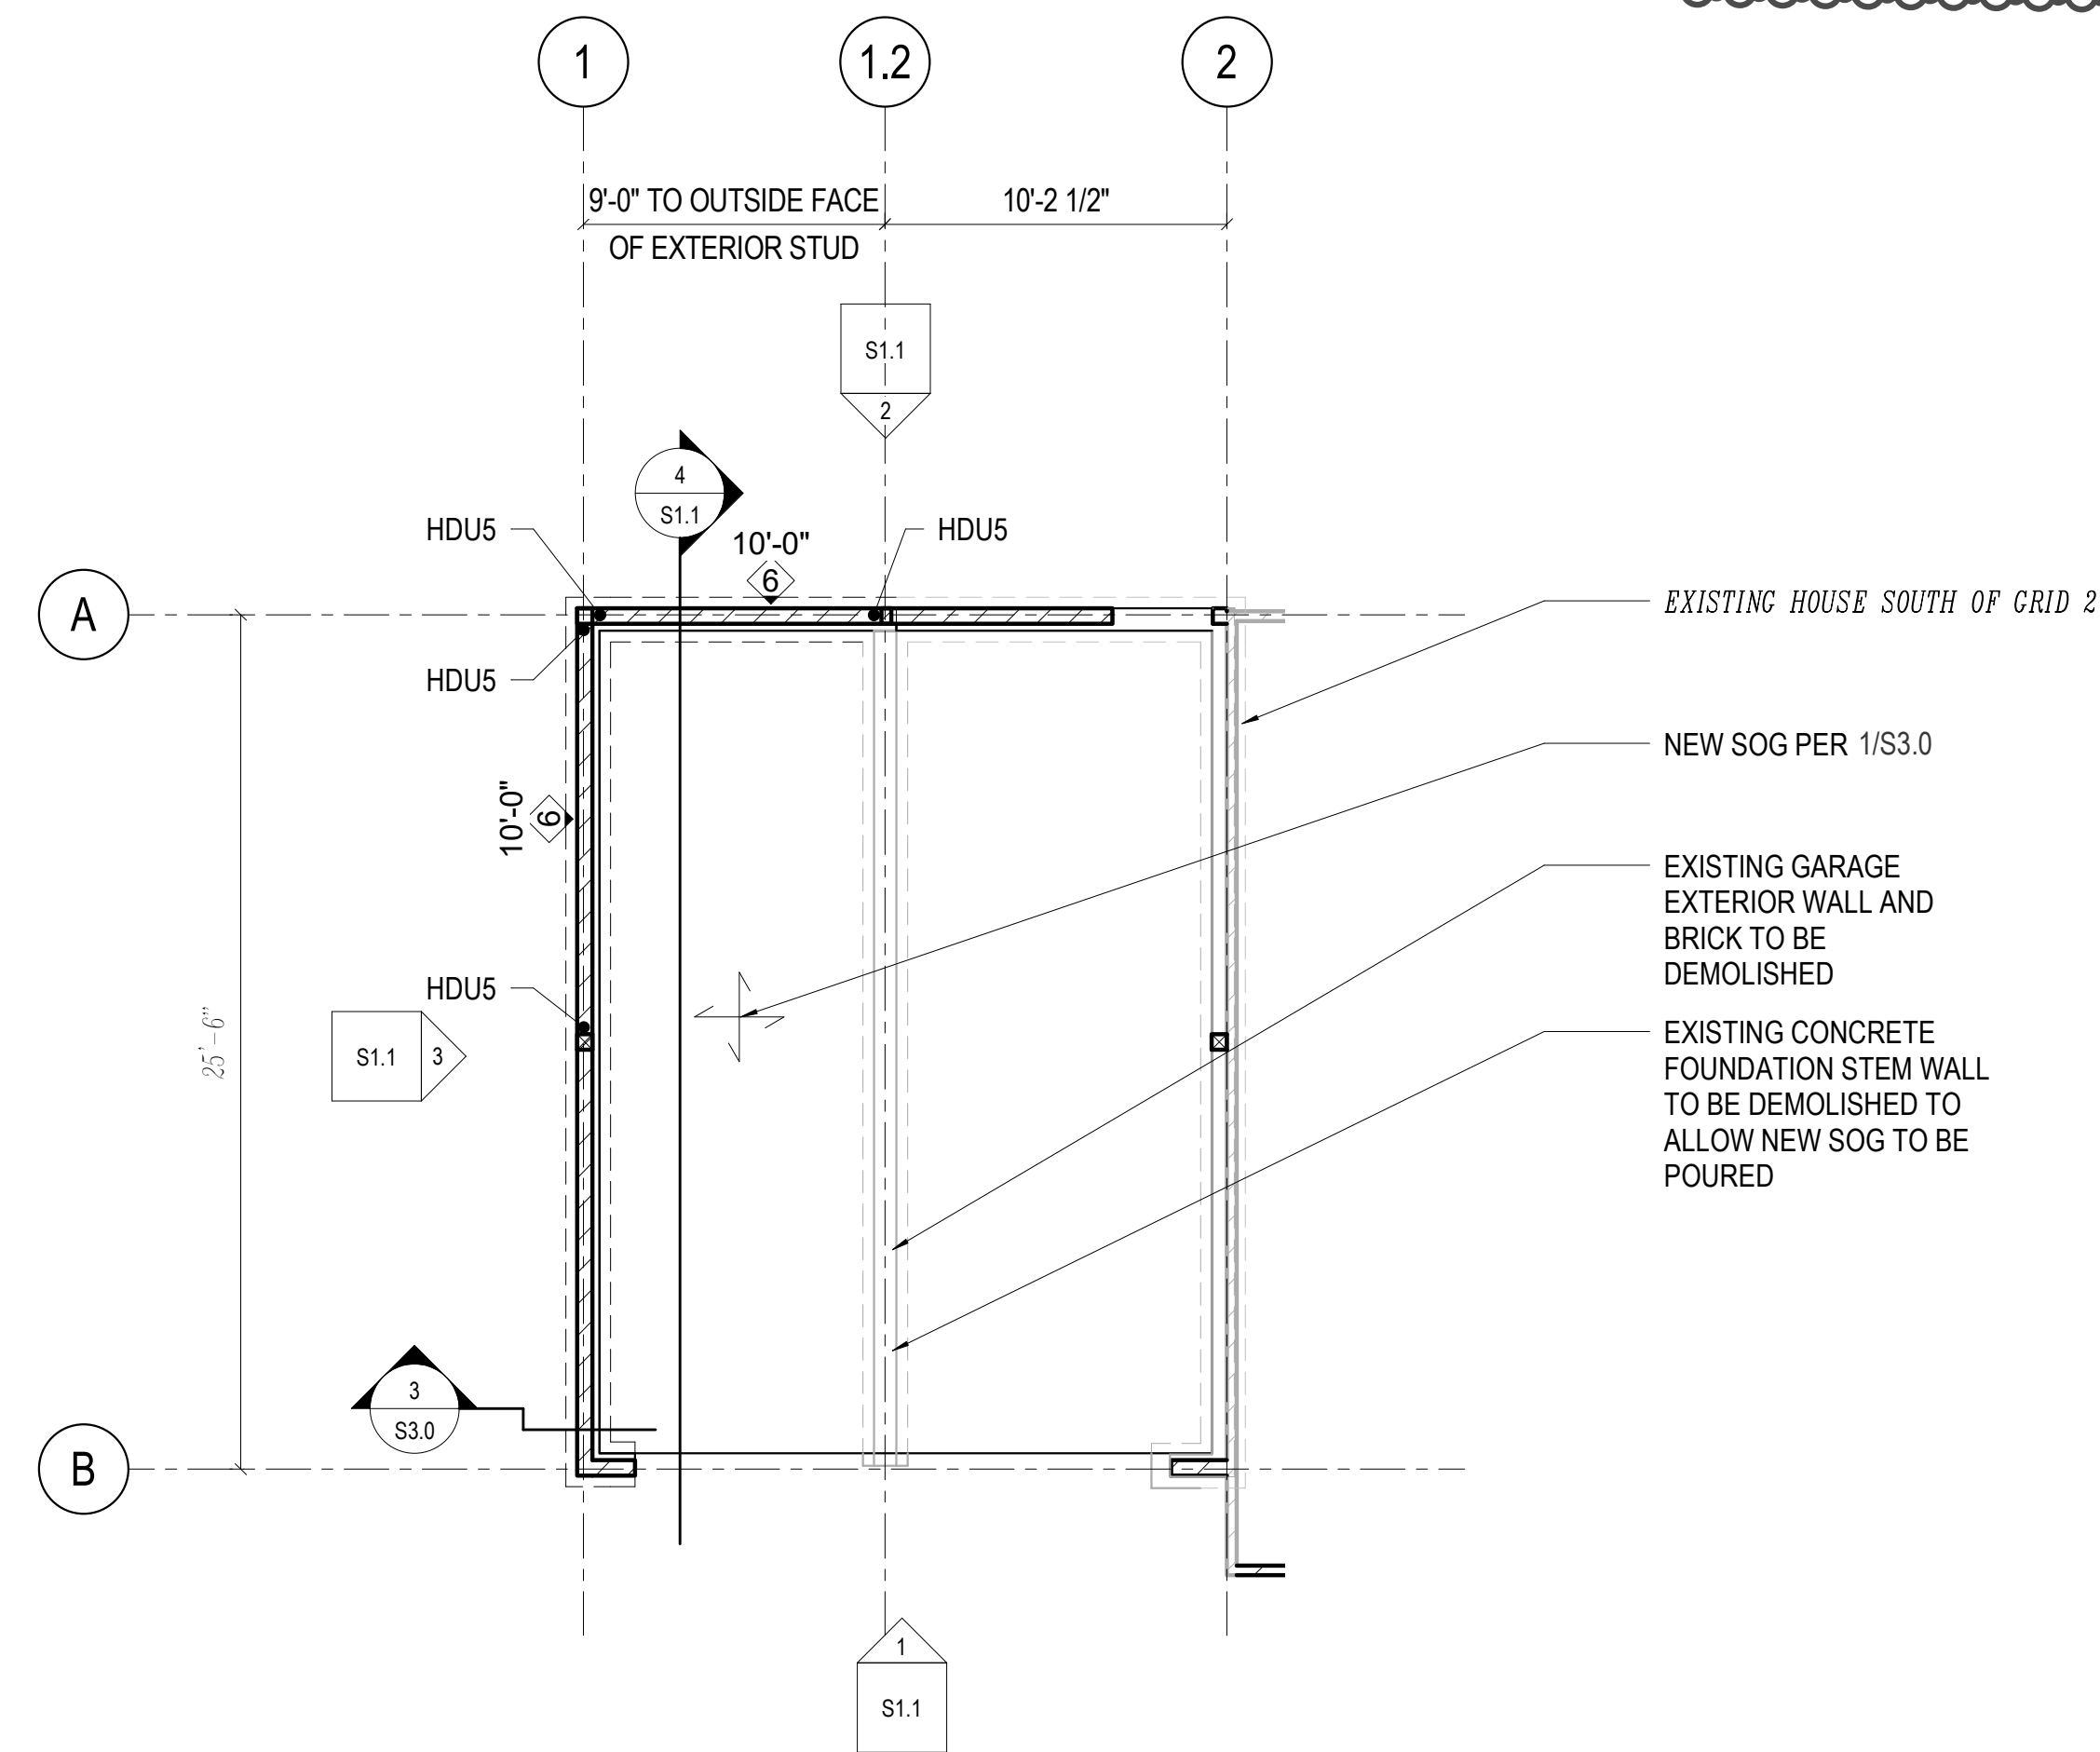 1
1.2
2
9'-0" TO OUTSIDE FACE
OF EXTERIOR STUD
10'-2 1/2"
S1.1
2
4
S1.1
HDU5
10'-0"
6
HDU5
A
HDU5
EXISTING HOUSE SOUTH OF GRID 2
NEW SOG PER 1/S3.0
10'-0"
6
EXISTING GARAGE
EXTERIOR WALL AND
BRICK TO BE
DEMOLISHED
HDU5
25'-6"
S1.1
3
EXISTING CONCRETE
FOUNDATION STEM WALL
TO BE DEMOLISHED TO
ALLOW NEW SOG TO BE
POURED
3
S3.0
B
1
S1.1